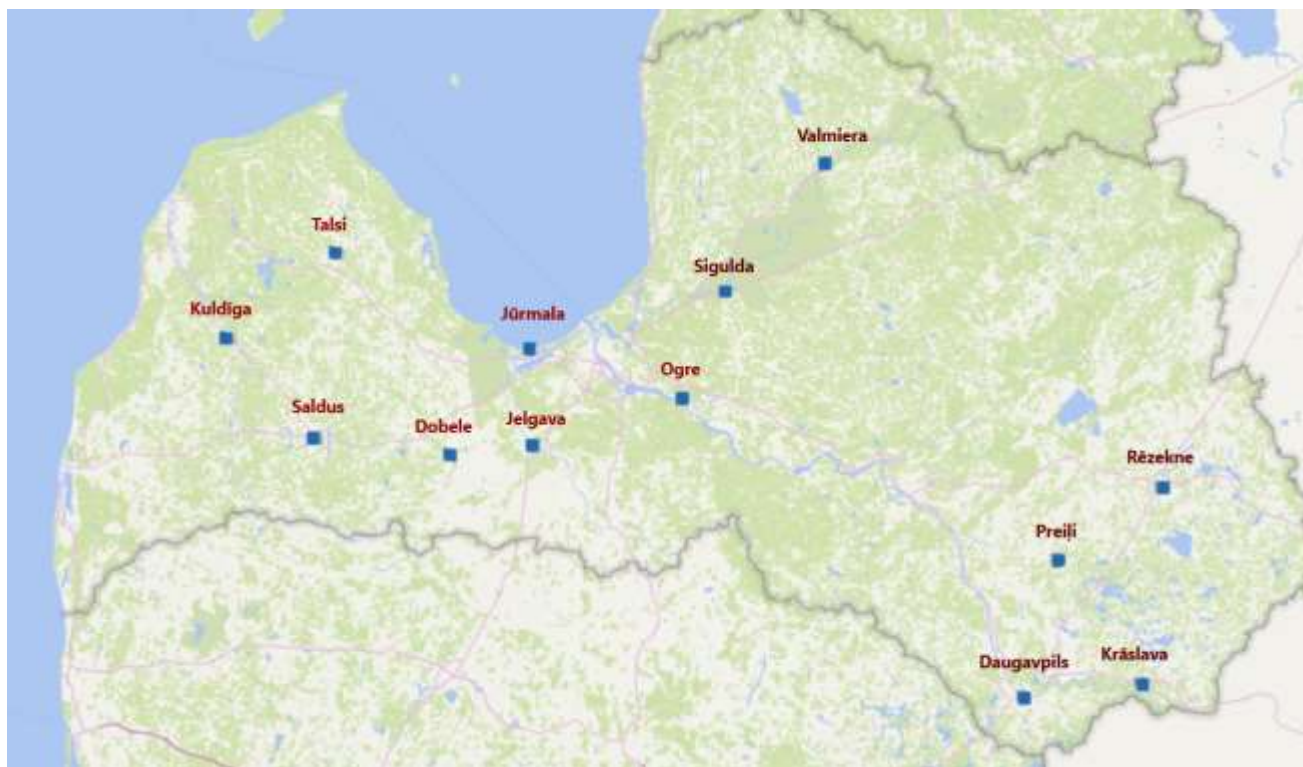 Valmiera
Talsi
Sigulda
Kuldīga
Jūrmala
Ogre
Saldus
Dobele
Jelgava
Rēzekne
Preiļi
Daugavpils
Krāslava